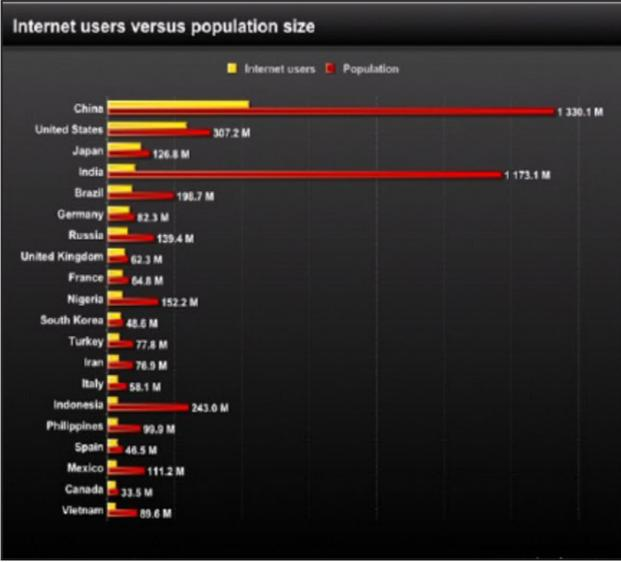 Internet users versus population size
Internet users Population
China 1 330.1 M
United States 307.2 M
Japan 126.8 M
India 1 173.1 M
Brazil 198.7 M
Germany 82.3 M
Russia 139.4 M
United Kingdom 62.3 M
France 64.8 M
Nigeria 152.2 M
South Korea 48.6 M
Turkey 77.8 M
Iran 76.9 M
Italy 58.1 M
Indonesia 243.0 M
Philippines 99.9 M
Spain 46.5 M
Mexico 111.2 M
Canada 33.5 M
Vietnam 89.6 M